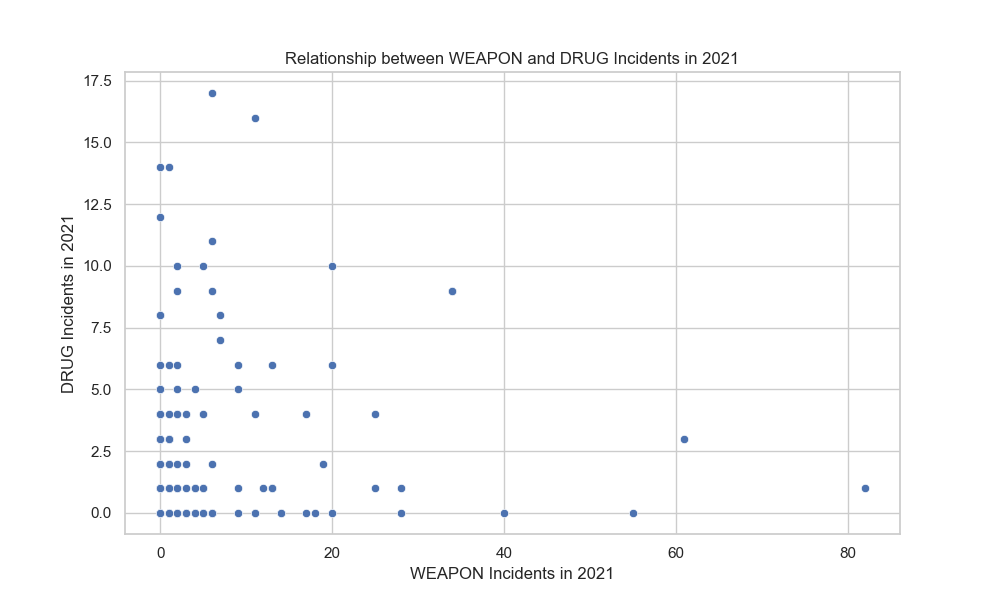 Relationship between WEAPON and DRUG Incidents in 2021
17.5
15.0
12.5
10.0
7.5
5.0
2.5
0.0
DRUG Incidents in 2021
0 20 40 60 80
WEAPON Incidents in 2021